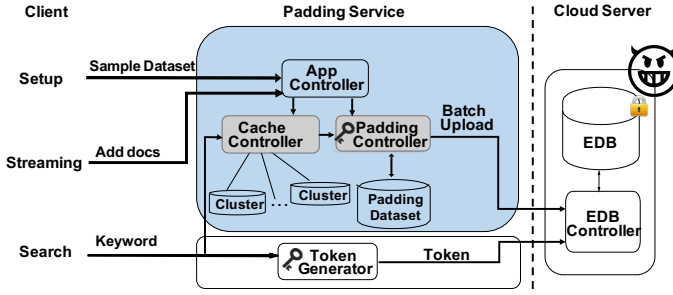 Client
Padding Service
Cloud Server
Setup
Sample Dataset
App
Controller
Streaming
Add docs
Cache
Controller
Padding
Controller
Batch
Upload
EDB
Cluster
...
Cluster
Padding
Dataset
EDB
Controller
Search
Keyword
Token
Generator
Token